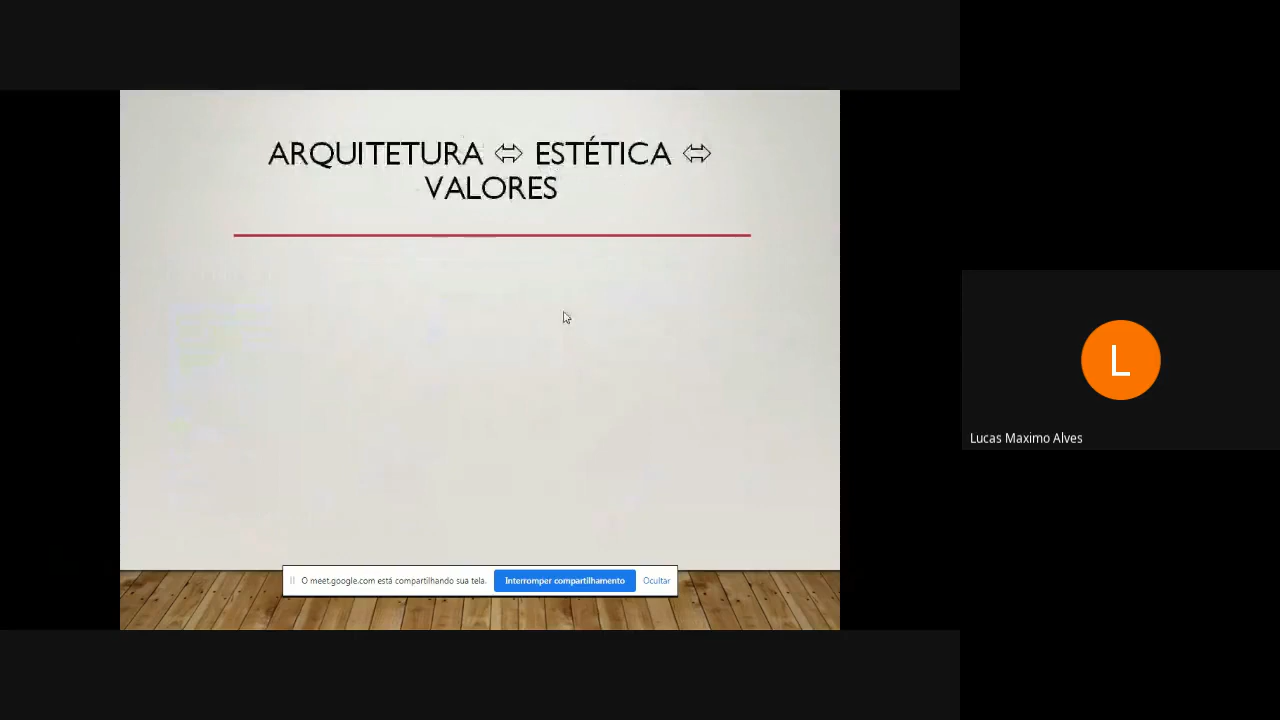 ARQUITETURA ⇔ ESTÉTICA ⇔
VALORES
L
Lucas Maximo Alves
O meet.google.com está compartilhando sua tela. Interromper compartilhamento Ocultar